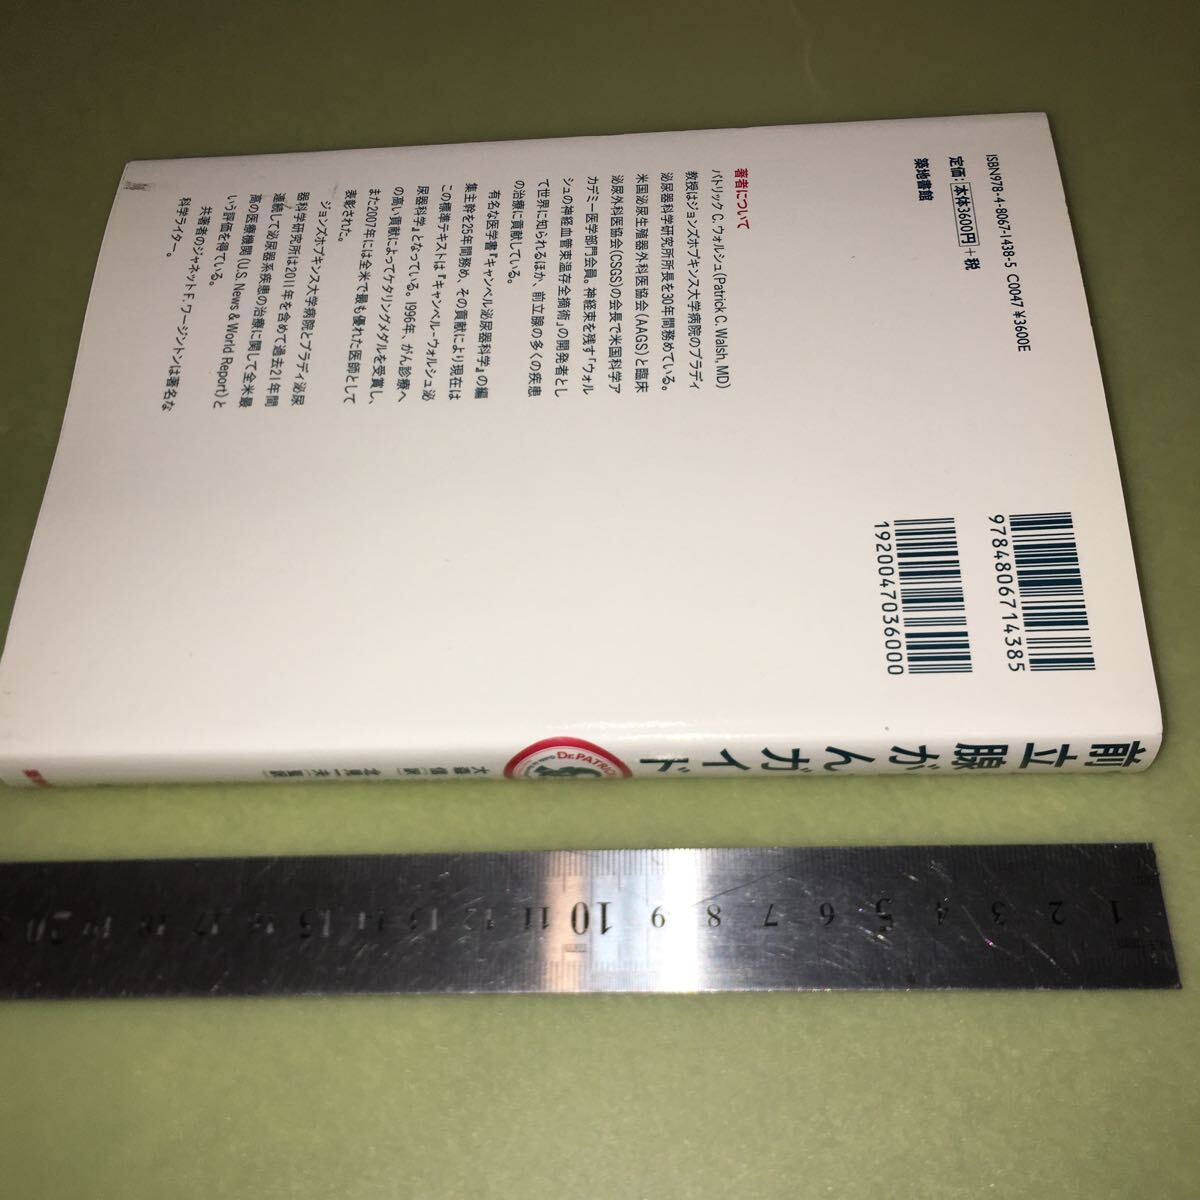 ISBN978-4-8067-1438-5 C0047 ¥3600E
定価:本体3600円+税
築地書館
著者について
パトリック C. ウォルシュ(Patrick C. Walsh, MD)
教授はジョンズホプキンス大学病院のブラディ
泌尿器科学研究所所長を30年間務めている。
米国泌尿生殖器外科医協会(AAGS)と臨床
泌尿外科医協会(CSGS)の会長で米国科学ア
カデミー医学部門会員。神経束を残す「ウォル
シュの神経血管束温存全摘術」の開発者とし
て世界に知られるほか、前立腺の多くの疾患
の治療に貢献している。
有名な医学書『キャンベル泌尿器科学』の編
集主幹を25年間務め、その貢献により現在は
この標準テキストは『キャンベル-ウォルシュ泌
尿器科学』となっている。1996年、がん診療へ
の高い貢献によってケタリングメダルを受賞し、
また2007年には全米で最も優れた医師として
表彰された。
ジョンズホプキンス大学病院とブラディ泌尿
器科学研究所は2011年を含めて過去21年間
連続して泌尿器系疾患の治療に関して全米最
高の医療機関(U.S. News & World Report)と
いう評価を得ている。
共著者のジャネットF.ワージントンは著名な
科学ライター。
9784806714385
1920047036000
前立腺がんガイド
DR.PATRICK
1 2 3 4 5 6 7 8 9 10 11 12 13 14 15 16 17 18 19 20